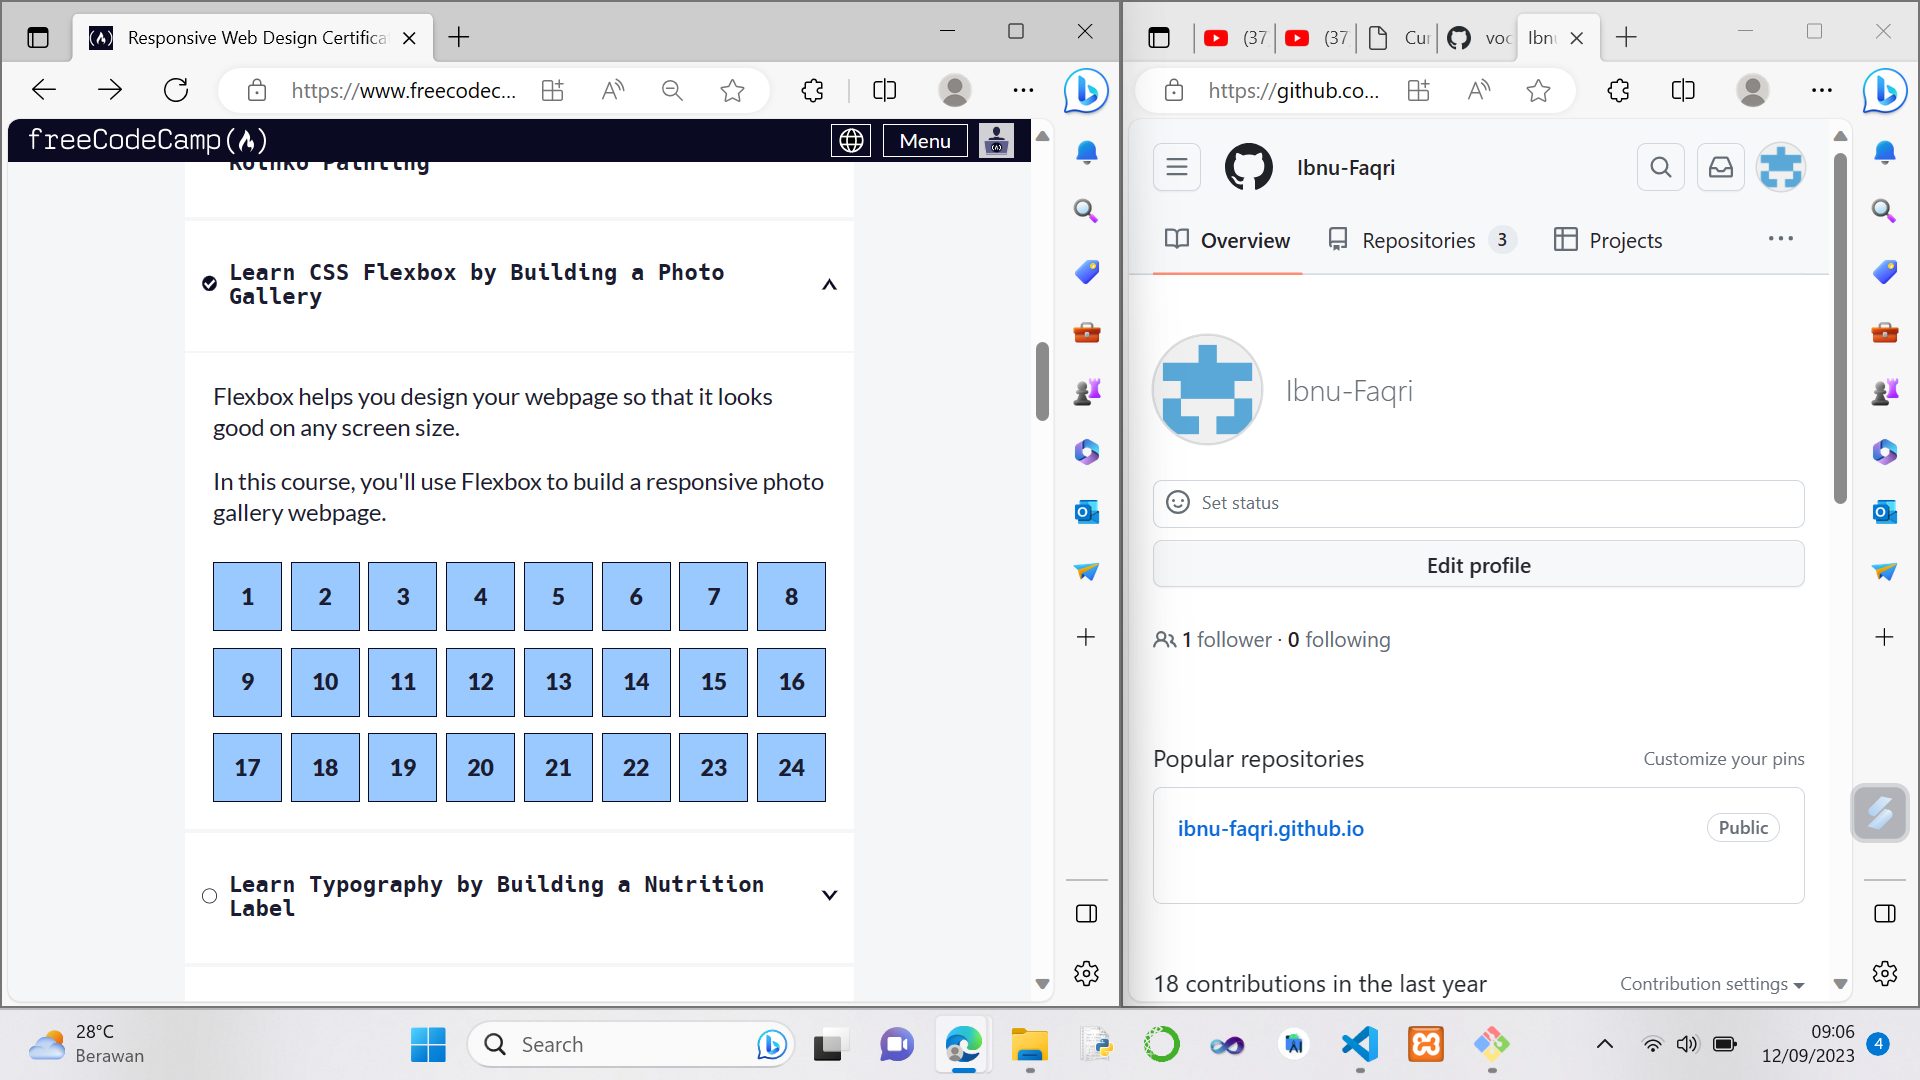 Responsive Web Design Certifica
https://www.freecodec...
freeCodeCamp
Menu
Rothko Painting
Learn CSS Flexbox by Building a Photo
Gallery
Flexbox helps you design your webpage so that it looks
good on any screen size.
In this course, you'll use Flexbox to build a responsive photo
gallery webpage.
1 2 3 4 5 6 7 8
9 10 11 12 13 14 15 16
17 18 19 20 21 22 23 24
Learn Typography by Building a Nutrition
Label
(37
(37
Cur
voc
Ibnu
https://github.co...
Ibnu-Faqri
Overview
Repositories 3
Projects
Ibnu-Faqri
Set status
Edit profile
1 follower · 0 following
Popular repositories
Customize your pins
ibnu-faqri.github.io
Public
18 contributions in the last year
Contribution settings
28°C
Berawan
Search
09:06
12/09/2023
4